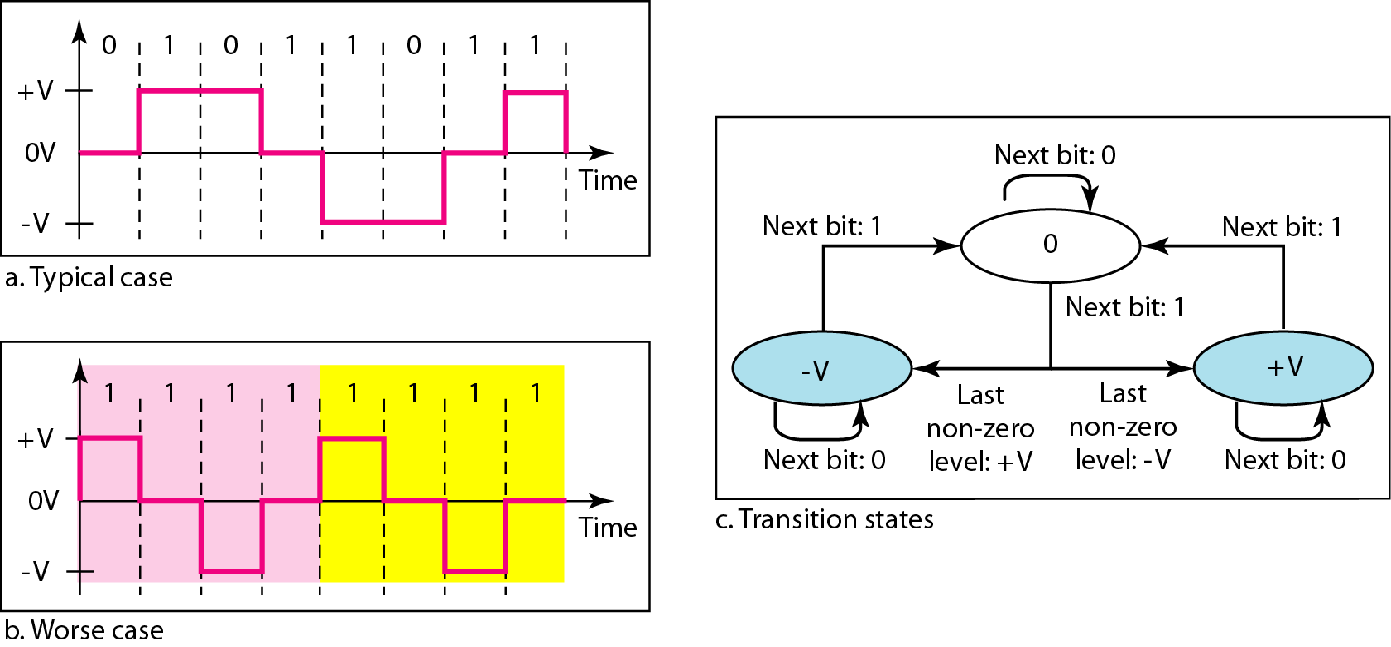 0 1 0 1 1 0 1 1
+V
0V
Time
-V
a. Typical case
1 1 1 1 1 1 1 1
+V
0V
Time
-V
b. Worse case
Next bit: 0
Next bit: 1
0
Next bit: 1
Next bit: 1
-V
+V
Last
non-zero
level: +V
Last
non-zero
level: -V
Next bit: 0
Next bit: 0
c. Transition states